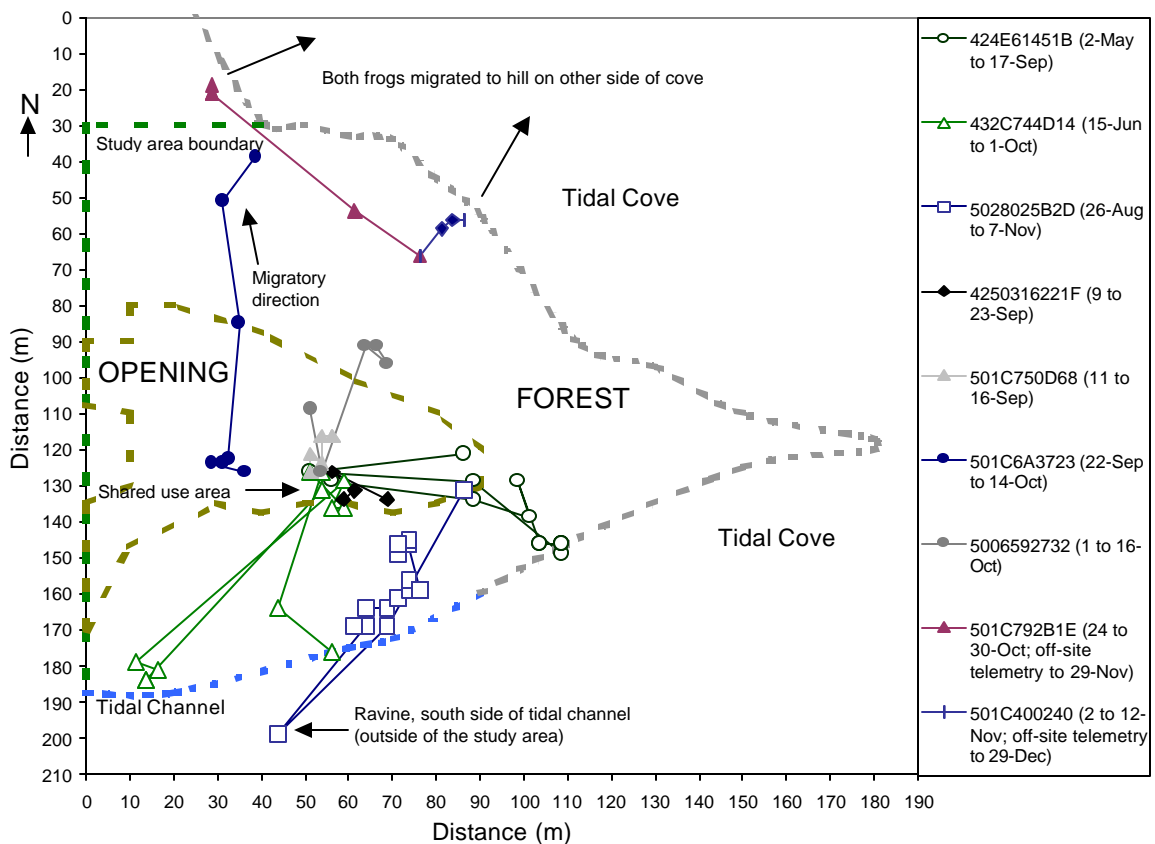 0
10
20
30
40
50
60
70
80
90
100
110
120
130
140
150
160
170
180
190
200
210
Distance (m)
N
Both frogs migrated to hill on other side of cove
Study area boundary
Tidal Cove
Migratory
direction
OPENING
FOREST
Shared use area
Tidal Cove
Tidal Channel
Ravine, south side of tidal channel
(outside of the study area)
0 10 20 30 40 50 60 70 80 90 100 110 120 130 140 150 160 170 180 190
Distance (m)
424E61451B (2-May
to 17-Sep)
432C744D14 (15-Jun
to 1-Oct)
5028025B2D (26-Aug
to 7-Nov)
4250316221F (9 to
23-Sep)
501C750D68 (11 to
16-Sep)
501C6A3723 (22-Sep
to 14-Oct)
5006592732 (1 to 16-
Oct)
501C792B1E (24 to
30-Oct; off-site
telemetry to 29-Nov)
501C400240 (2 to 12-
Nov; off-site telemetry
to 29-Dec)